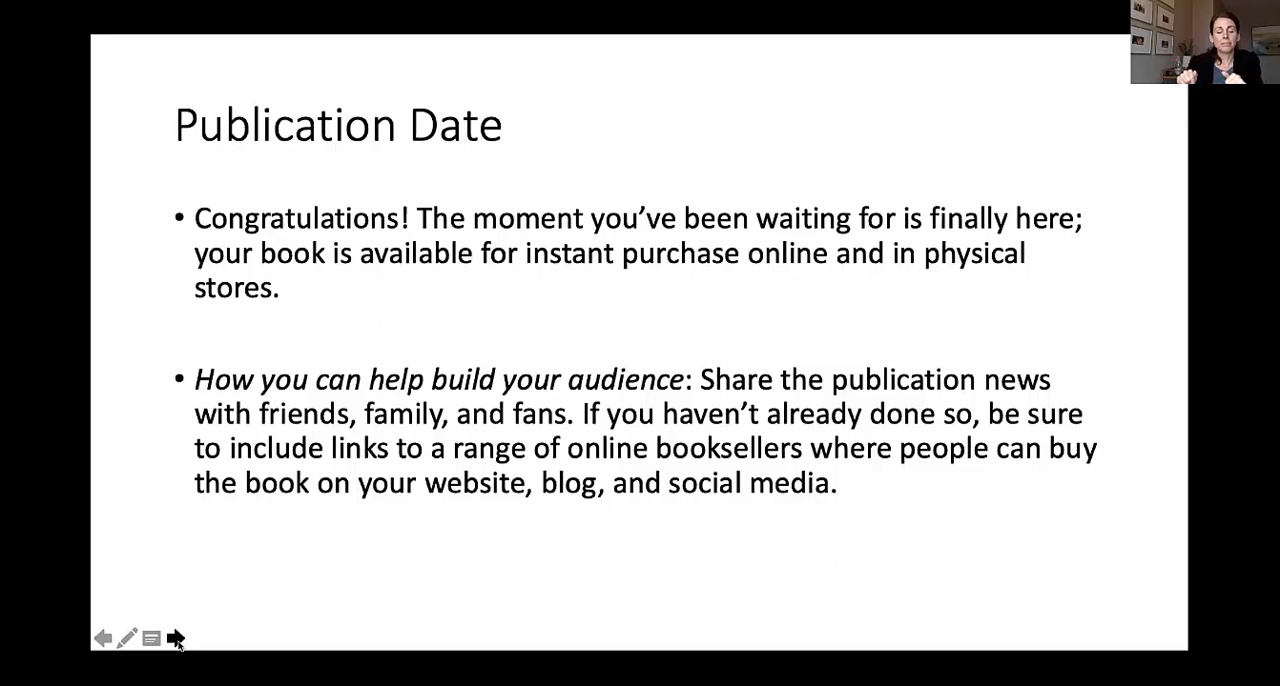 Publication Date
• Congratulations! The moment you’ve been waiting for is finally here;
your book is available for instant purchase online and in physical
stores.
• How you can help build your audience: Share the publication news
with friends, family, and fans. If you haven’t already done so, be sure
to include links to a range of online booksellers where people can buy
the book on your website, blog, and social media.